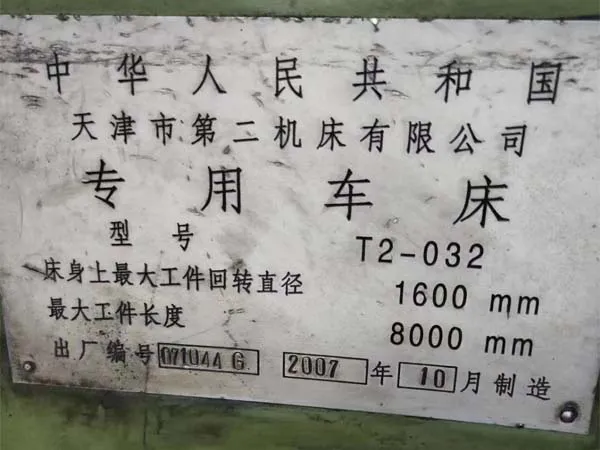 中华人民共和国
天津市第二机床有限公司
专用车床
型号 T2-032
床身上最大工件回转直径 1600 mm
最大工件长度 8000 mm
出厂编号 071044 G 2007 年 10 月制造